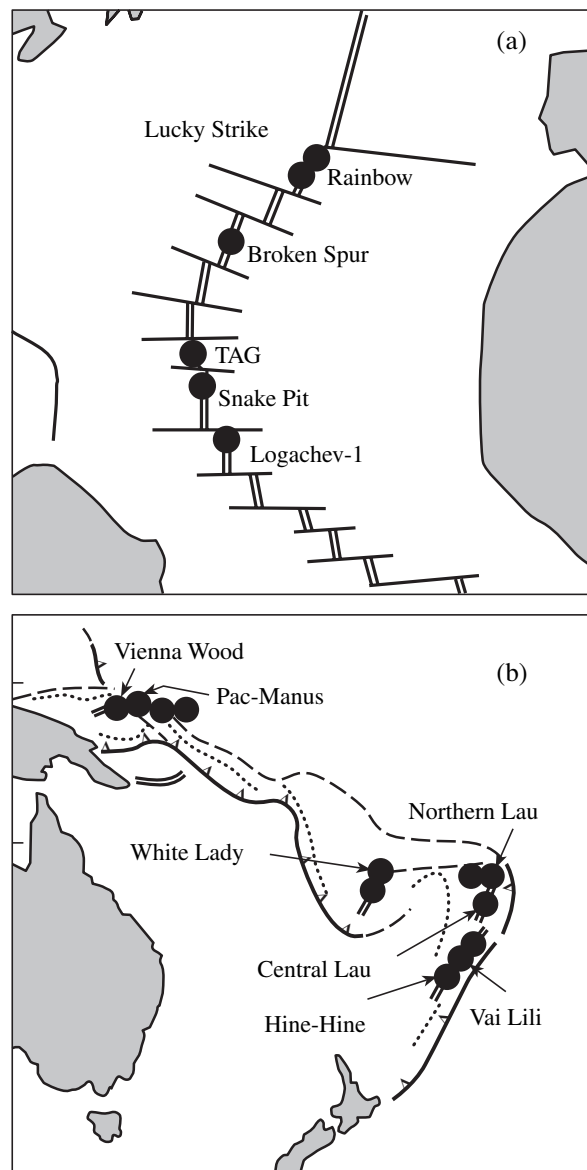 (a)
Lucky Strike
Rainbow
Broken Spur
TAG
Snake Pit
Logachev-1
Vienna Wood
(b)
Pac-Manus
Northern Lau
White Lady
Central Lau
Hine-Hine
Vai Lili